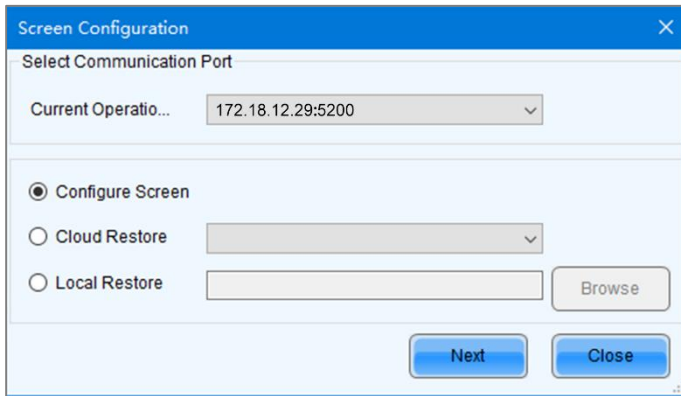 Screen Configuration
Select Communication Port
Current Operatio... 172.18.12.29:5200
Configure Screen
Cloud Restore
Local Restore Browse
Next Close